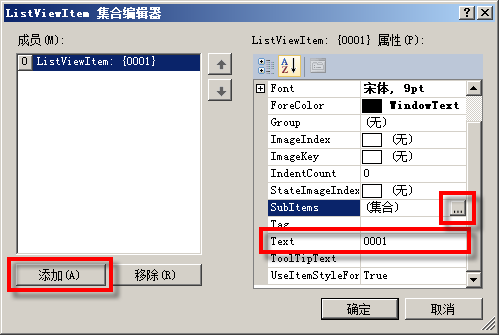 ListViewItem 集合编辑器
成员(M):
ListViewItem: {0001} 属性(P):
0 ListViewItem: {0001}
Font 宋体, 9pt
ForeColor WindowText
Group (无)
ImageIndex (无)
ImageKey (无)
IndentCount 0
StateImageIndex (无)
SubItems (集合) ...
Tag
Text 0001
ToolTipText
UseItemStyleFor True
添加(A) 移除(R)
确定 取消